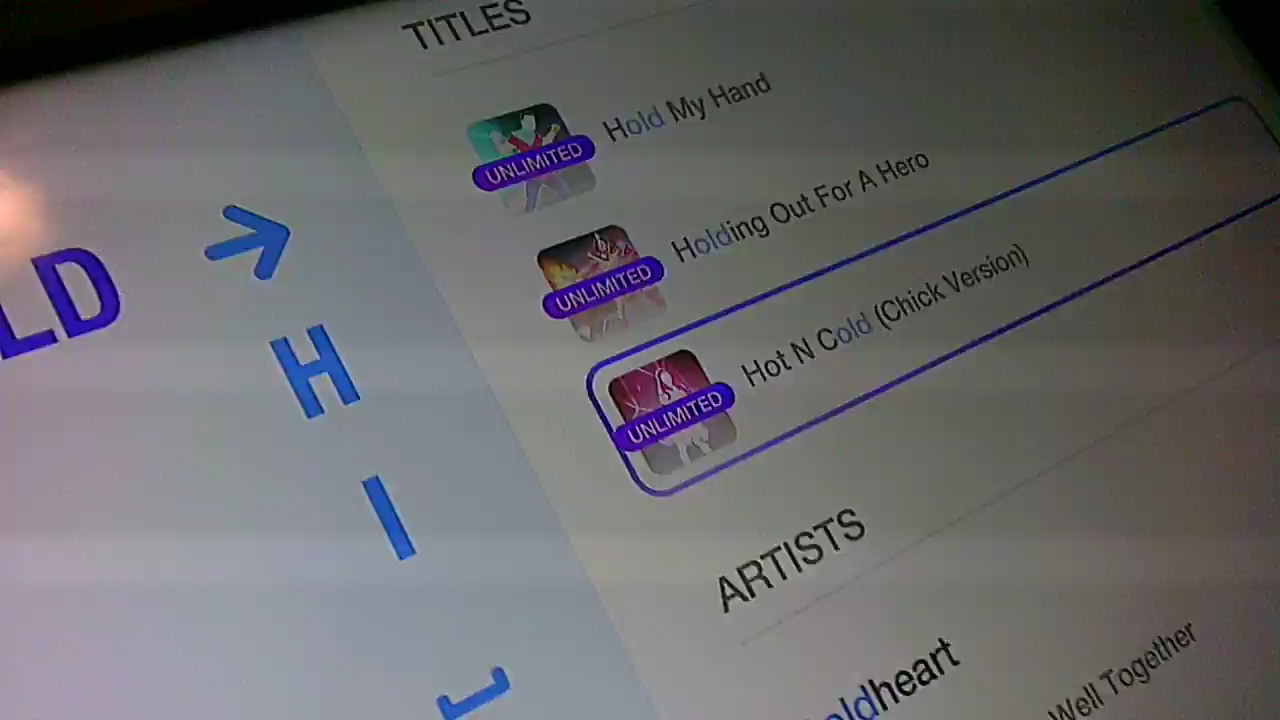 LD
H
I
J
TITLES
Hold My Hand
UNLIMITED
Holding Out For A Hero
UNLIMITED
Hot N Cold (Chick Version)
UNLIMITED
ARTISTS
oldheart
Well Together